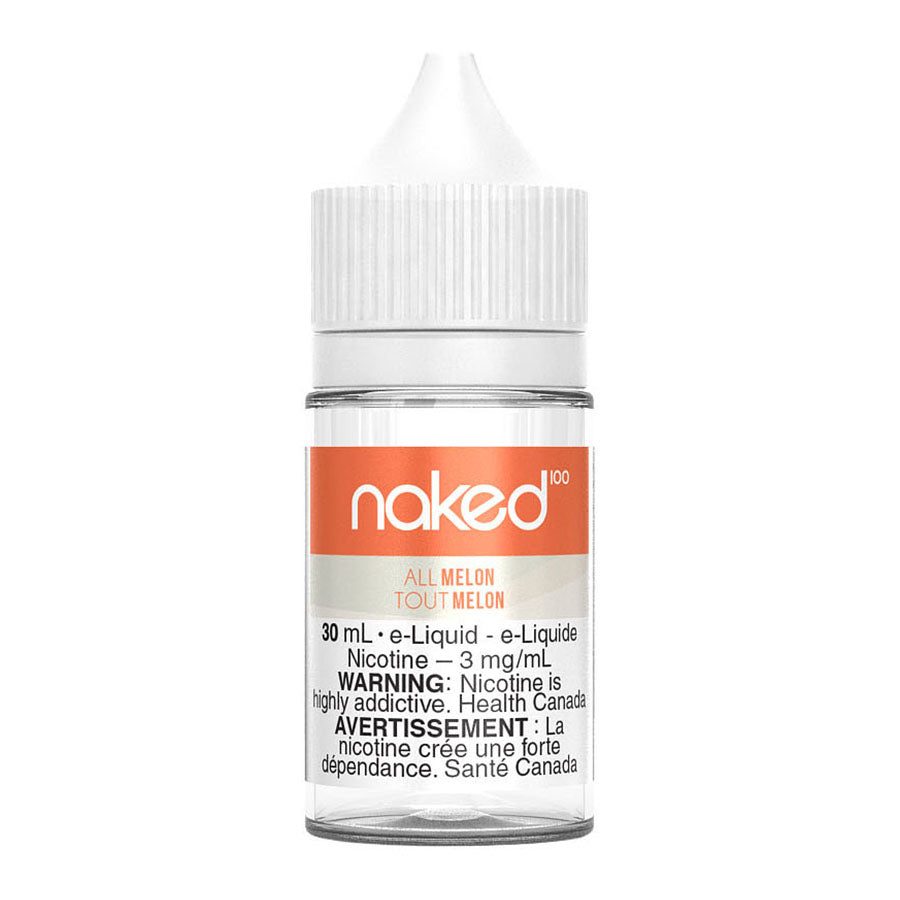 naked100
ALL MELON
TOUT MELON
30 mL • e-Liquid - e-Liquide
Nicotine — 3 mg/mL
WARNING: Nicotine is
highly addictive. Health Canada
AVERTISSEMENT : La
nicotine crée une forte
dépendance. Santé Canada